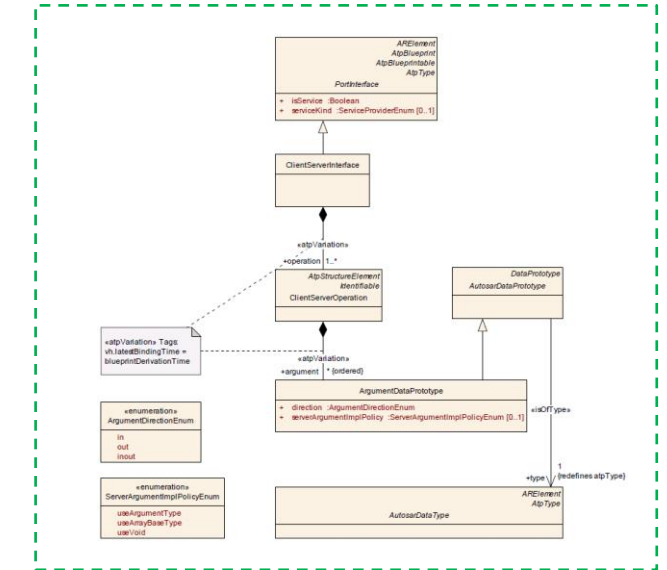 ARElement
AtpBlueprint
AtpBlueprintable
AtpType
PortInterface
+ isService :Boolean
+ serviceKind :ServiceProviderEnum [0..1]
ClientServerInterface
«atpVariation»
+operation 1..*
AtpStructureElement
Identifiable
ClientServerOperation
DataPrototype
AutosarDataPrototype
«atpVariation» Tags:
vh.latestBindingTime =
blueprintDerivationTime
«atpVariation»
+argument * {ordered}
ArgumentDataPrototype
+ direction :ArgumentDirectionEnum
+ serverArgumentImplPolicy :ServerArgumentImplPolicyEnum [0..1]
«enumeration»
ArgumentDirectionEnum
in
out
inout
«isOfType»
«enumeration»
ServerArgumentImplPolicyEnum
useArgumentType
useArrayBaseType
useVoid
1
+type {redefines atpType}
ARElement
AtpType
AutosarDataType